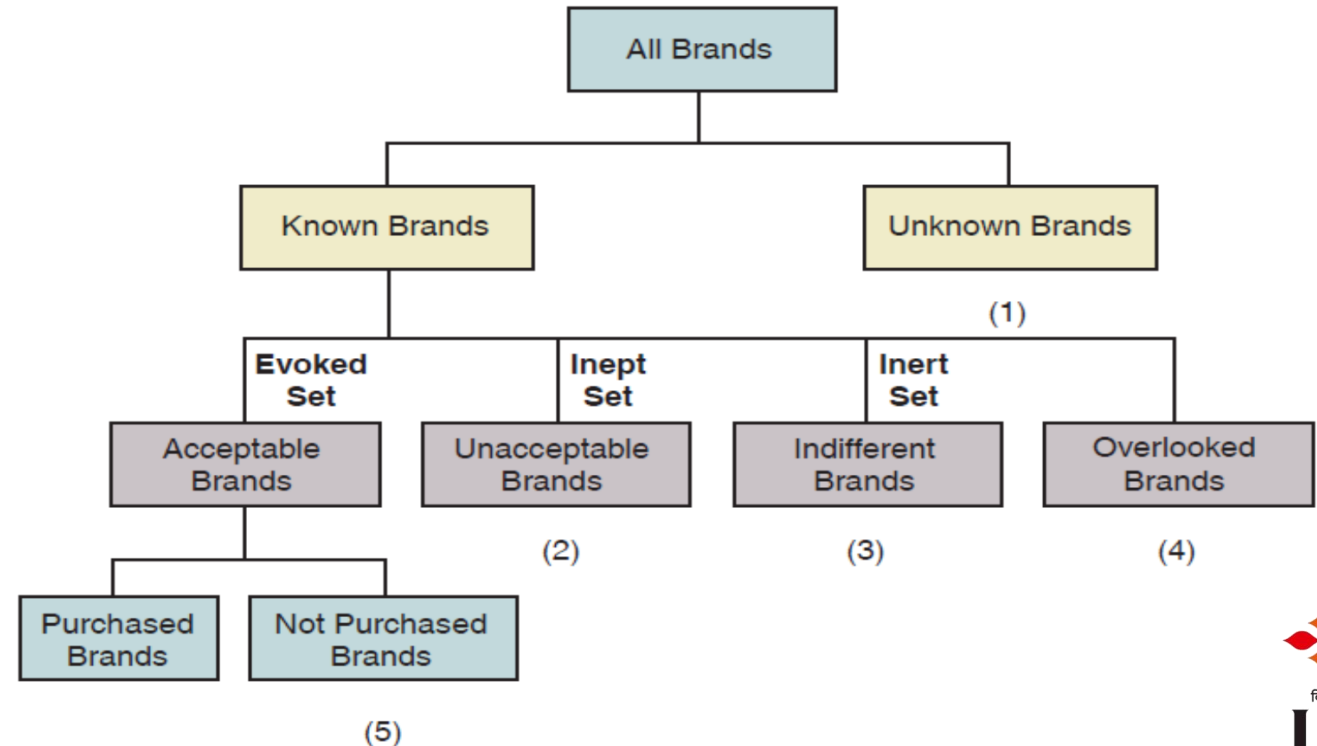 All Brands
Known Brands
Unknown Brands
(1)
Evoked
Set
Inept
Set
Inert
Set
Acceptable
Brands
Unacceptable
Brands
Indifferent
Brands
Overlooked
Brands
(2)
(3)
(4)
Purchased
Brands
Not Purchased
Brands
(5)